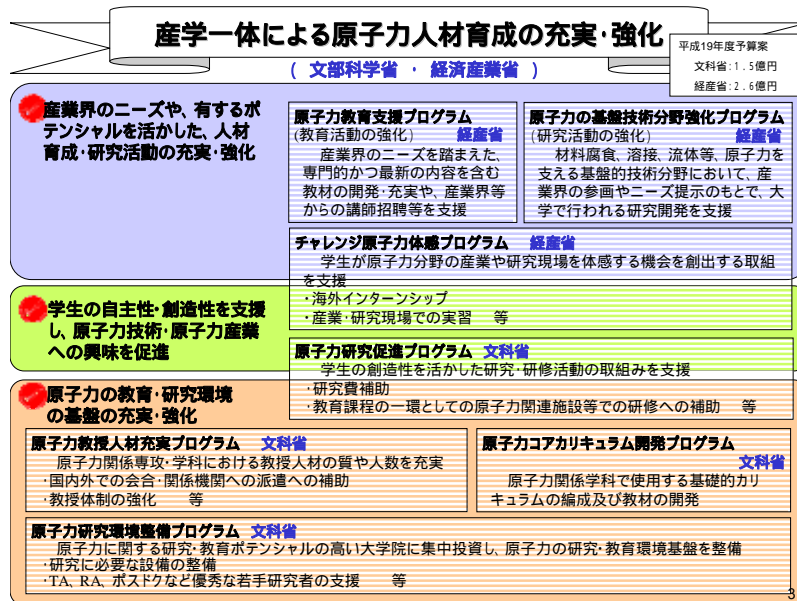 産学一体による原子力人材育成の充実・強化
( 文部科学省 ・ 経済産業省 )
平成19年度予算案
文科省：1．5億円
経産省：2．6億円
産業界のニーズや、有するポ
テンシャルを活かした、人材
育成・研究活動の充実・強化
原子力教育支援プログラム
(教育活動の強化) 経産省
産業界のニーズを踏まえた、
専門的かつ最新の内容を含む
教材の開発・充実や、産業界等
からの講師招聘等を支援
原子力の基盤技術分野強化プログラム
(研究活動の強化) 経産省
材料腐食、溶接、流体等、原子力を
支える基盤的技術分野において、産
業界の参画やニーズ提示のもとで、大
学で行われる研究開発を支援
チャレンジ原子力体感プログラム 経産省
学生が原子力分野の産業や研究現場を体感する機会を創出する取組
を支援
・海外インターンシップ
・産業・研究現場での実習 等
学生の自主性・創造性を支援
し、原子力技術・原子力産業
への興味を促進
原子力研究促進プログラム 文科省
学生の創造性を活かした研究・研修活動の取組みを支援
・研究費補助
・教育課程の一環としての原子力関連施設等での研修への補助 等
原子力の教育・研究環境
の基盤の充実・強化
原子力教授人材充実プログラム 文科省
原子力関係専攻・学科における教授人材の質や人数を充実
・国内外での会合・関係機関への派遣への補助
・教授体制の強化 等
原子力コアカリキュラム開発プログラム
文科省
原子力関係学科で使用する基礎的カリ
キュラムの編成及び教材の開発
原子力研究環境整備プログラム 文科省
原子力に関する研究・教育ポテンシャルの高い大学院に集中投資し、原子力の研究・教育環境基盤を整備
・研究に必要な設備の整備
・TA、RA、ポスドクなど優秀な若手研究者の支援 等
3